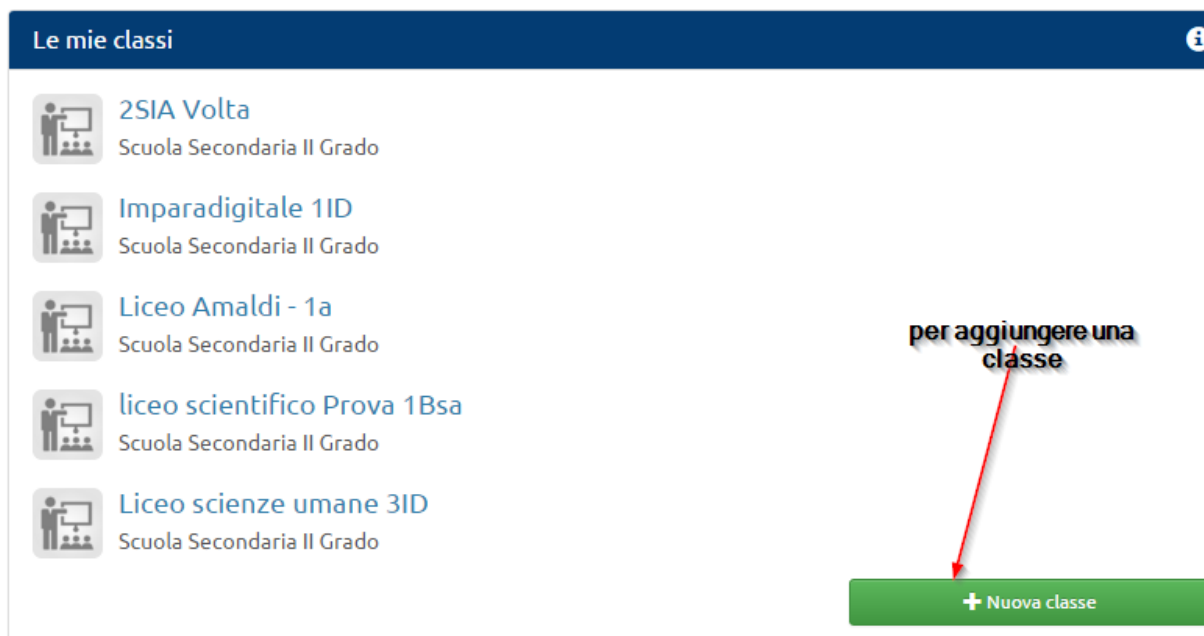 Le mie classi
2SIA Volta
Scuola Secondaria II Grado
Imparadigitale 1ID
Scuola Secondaria II Grado
Liceo Amaldi - 1a
Scuola Secondaria II Grado
per aggiungere una
classe
liceo scientifico Prova 1Bsa
Scuola Secondaria II Grado
Liceo scienze umane 3ID
Scuola Secondaria II Grado
+ Nuova classe